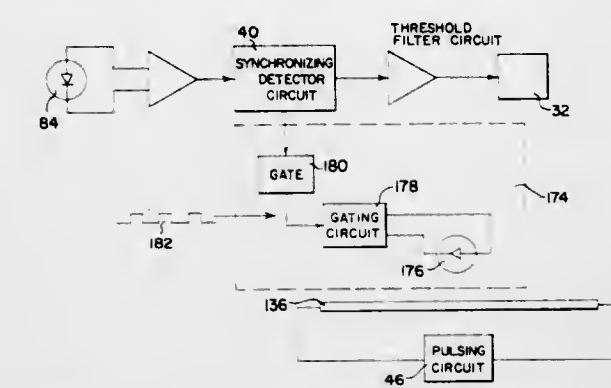 THRESHOLD
FILTER CIRCUIT
40
SYNCHRONIZING
DETECTOR
CIRCUIT
84
32
GATE
180
178
174
GATING
CIRCUIT
182
176
136
PULSING
CIRCUIT
46